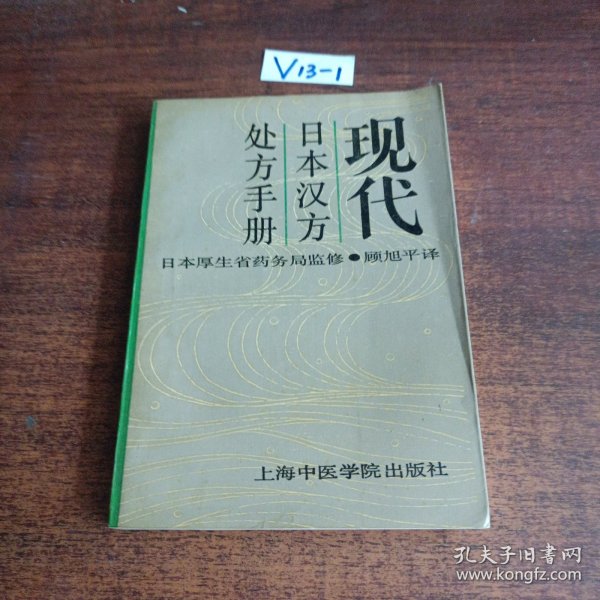 V13-1
现代
日本汉方
处方手册
日本厚生省药务局监修●顾旭平译
上海中医学院出版社
孔夫子旧书网
www.kongfz.com